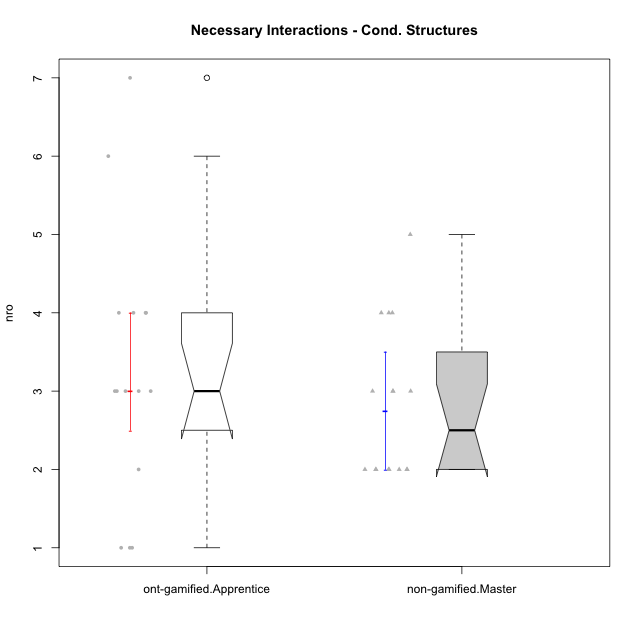 Necessary Interactions - Cond. Structures
7
6
5
4
3
2
1
nro
ont-gamified.Apprentice
non-gamified.Master